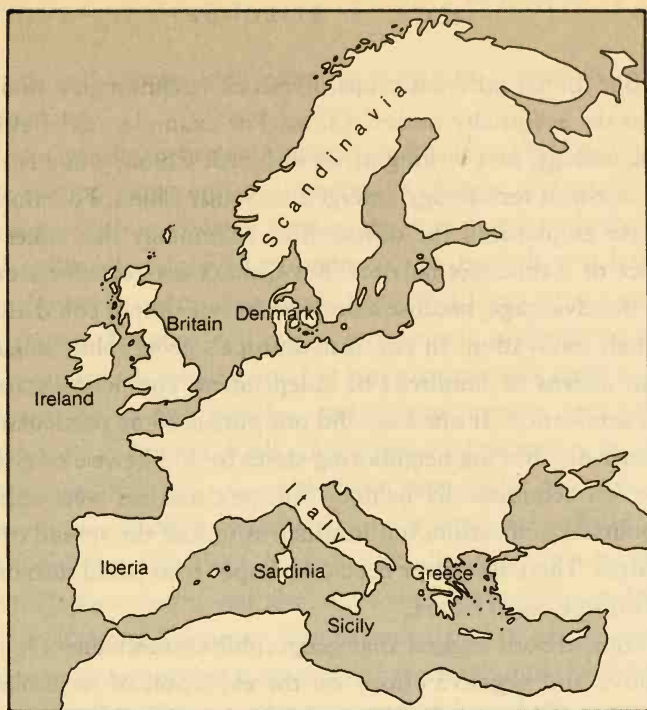 Scandinavia
Britain
Denmark
Ireland
Iberia
Italy
Sardinia
Greece
Sicily